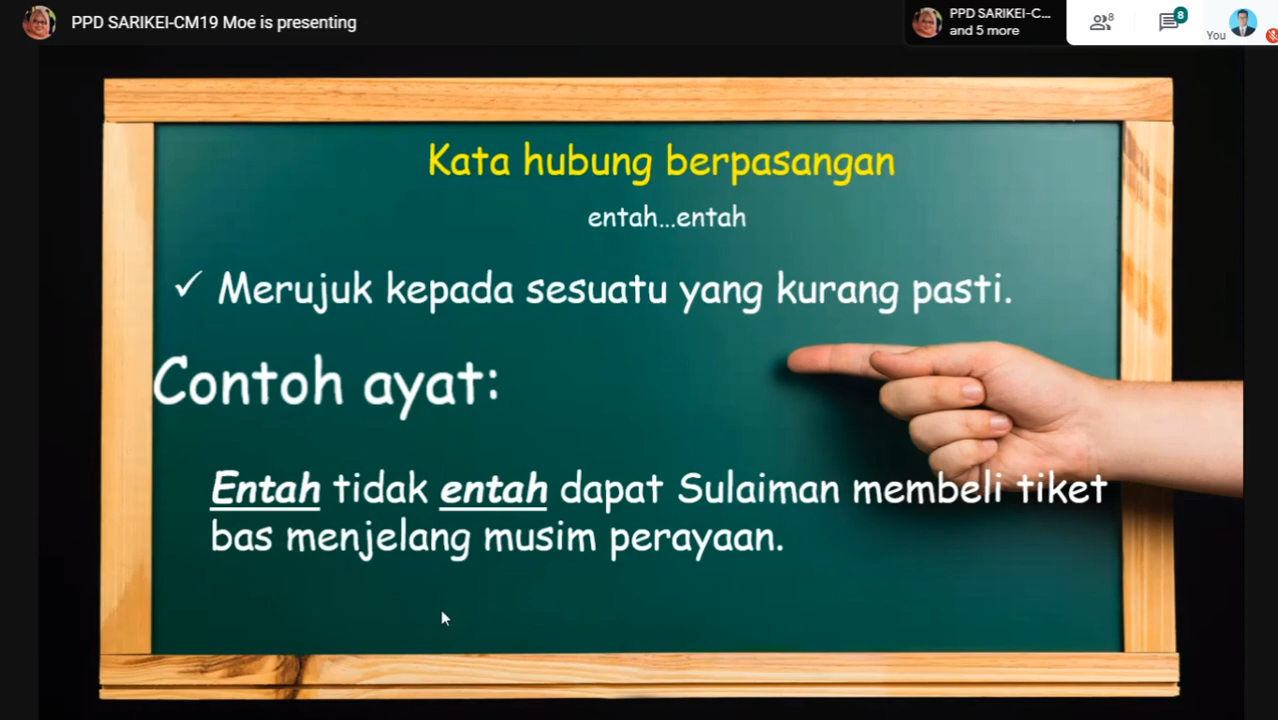 PPD SARIKEI-CM19 Moe is presenting
PPD SARIKEI-C...
and 5 more
8
8
You
Kata hubung berpasangan
entah...entah
✓ Merujuk kepada sesuatu yang kurang pasti.
Contoh ayat:
Entah tidak entah dapat Sulaiman membeli tiket
bas menjelang musim perayaan.